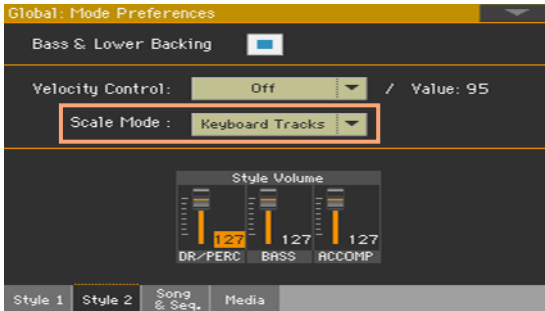 Global: Mode Preferences
Bass & Lower Backing
Velocity Control: Off / Value: 95
Scale Mode : Keyboard Tracks
Style Volume
127 127 127
DR/PERC BASS ACCOMP
Style 1 Style 2 Song & Seq. Media